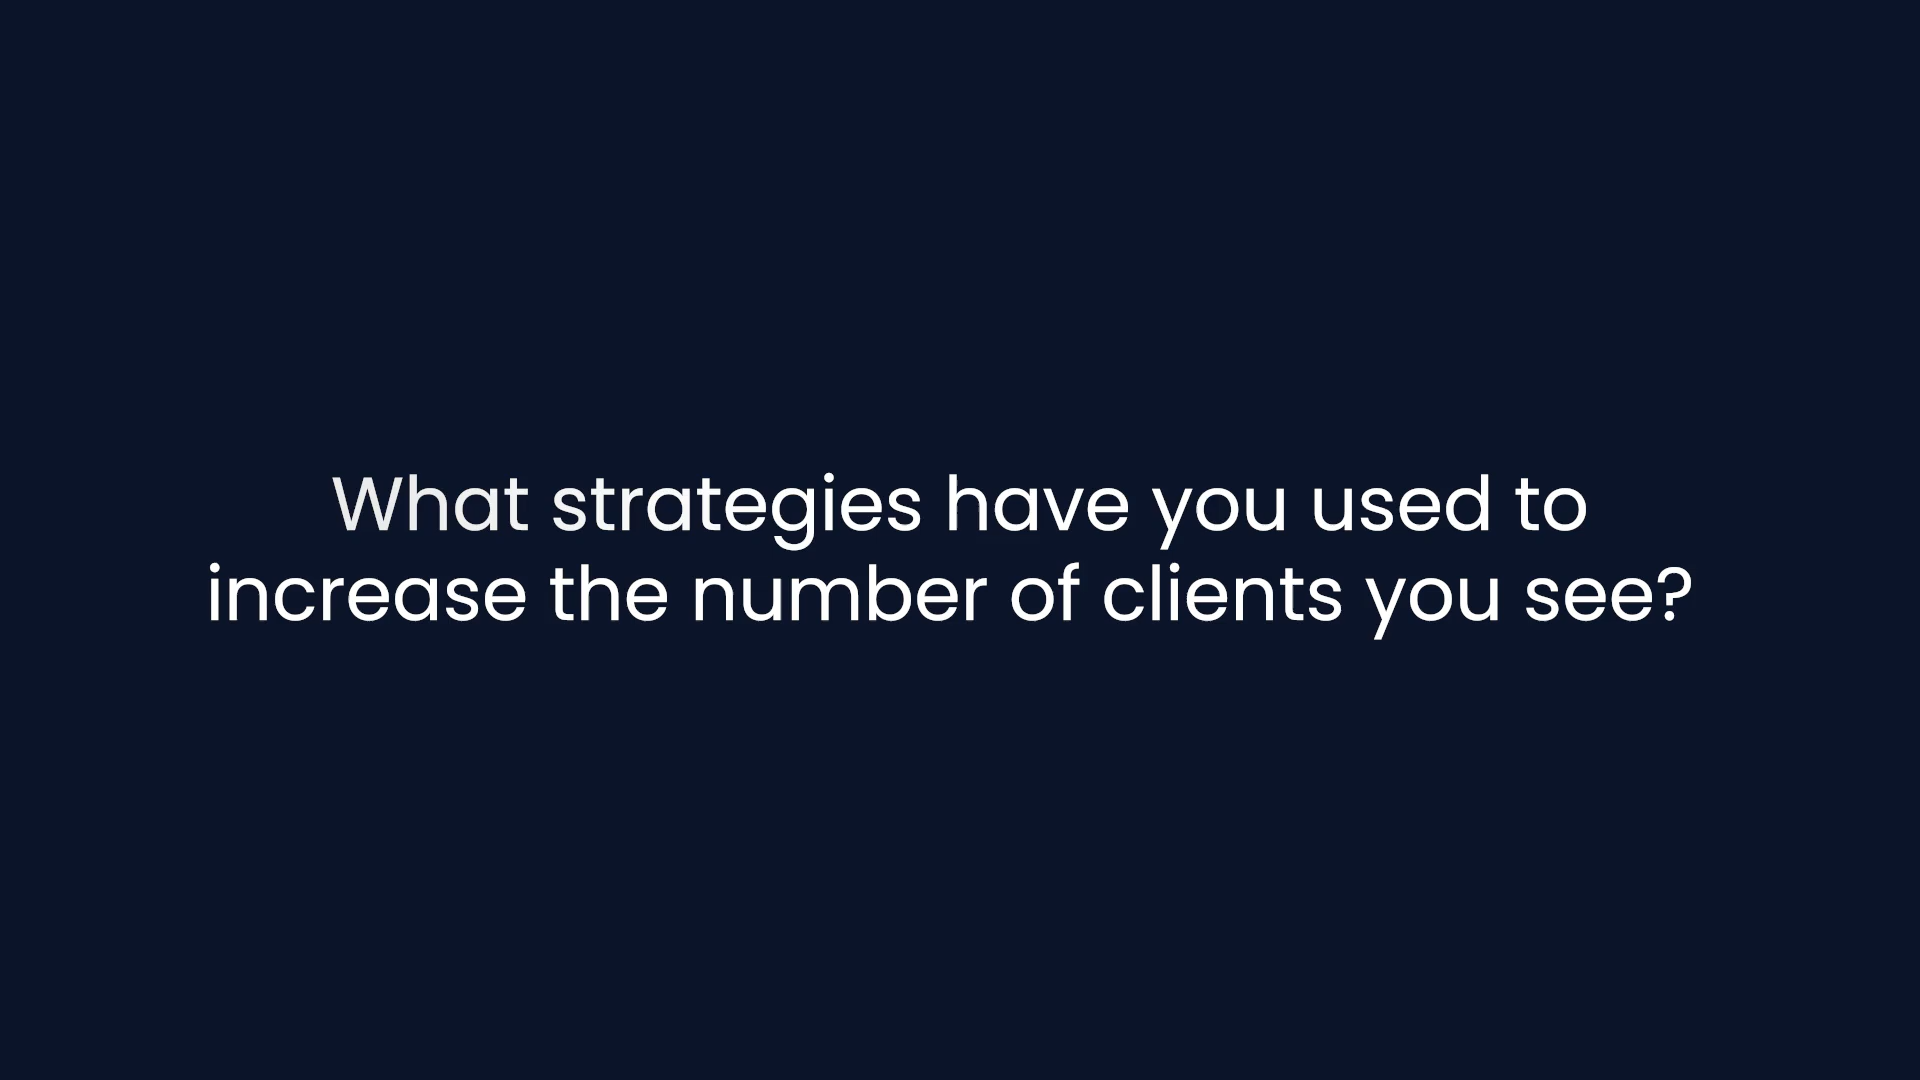 What strategies have you used to
increase the number of clients you see?